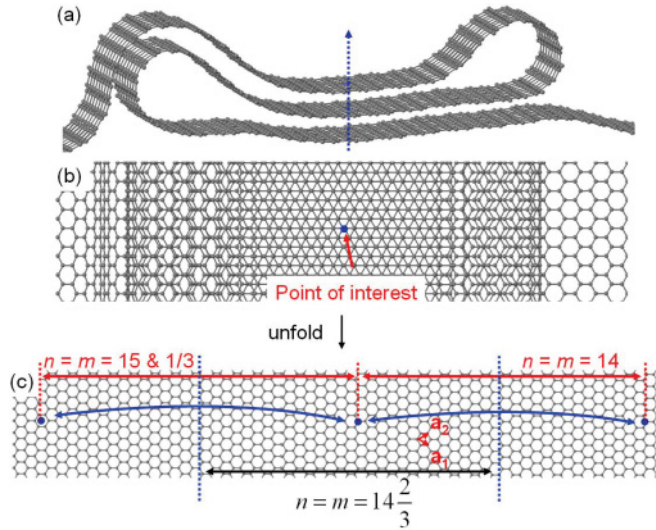 (a)
(b)
Point of interest
unfold
n = m = 15 & 1/3
n = m = 14
(c)
a₂
a₁
n = m = 14 2/3